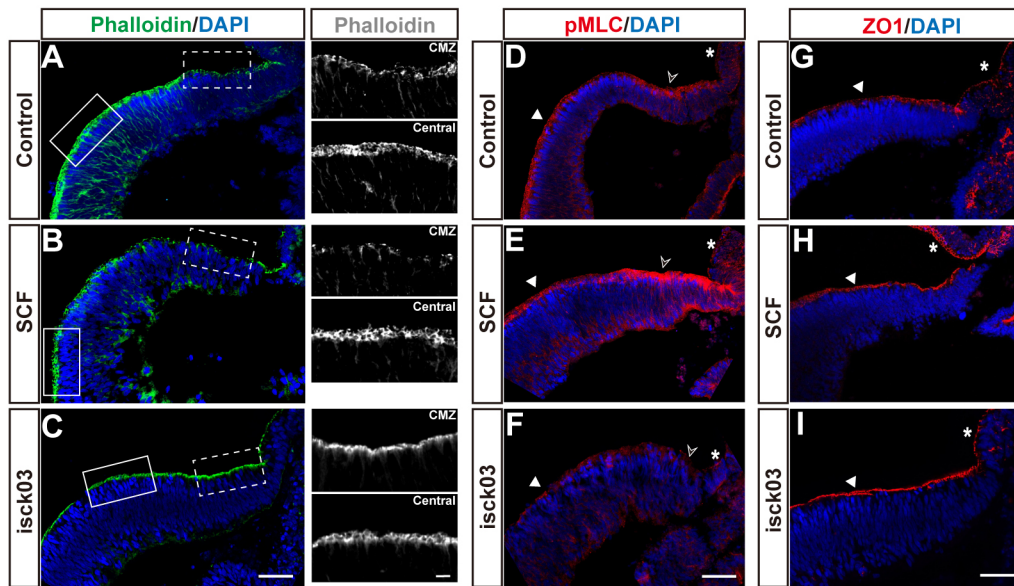 Phalloidin/DAPI
Phalloidin
pMLC/DAPI
ZO1/DAPI
Control
A
CMZ
Central
Control
D
*
Control
G
*
SCF
B
CMZ
Central
SCF
E
*
SCF
H
*
isck03
C
CMZ
Central
isck03
F
*
isck03
I
*